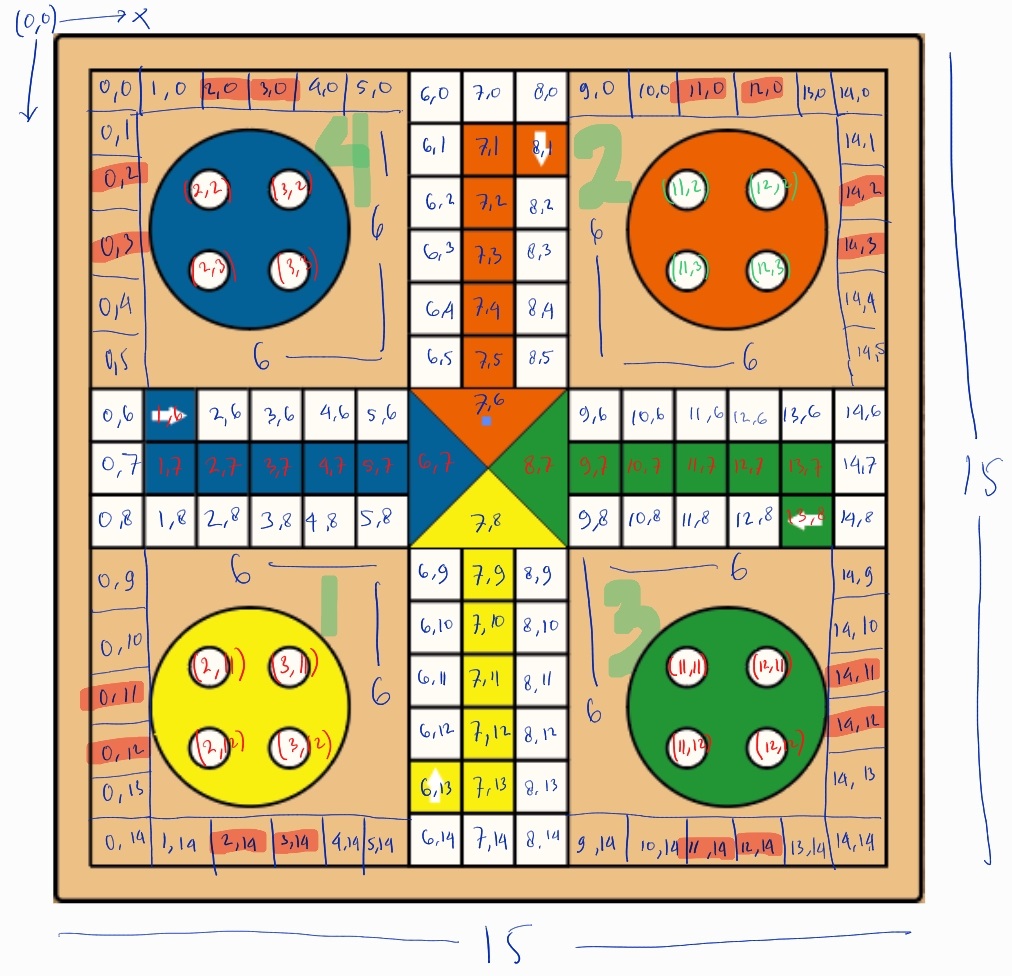 (0,0) → X
0,0 1,0 2,0 3,0 4,0 5,0 6,0 7,0 8,0 9,0 10,0 11,0 12,0 13,0 14,0
0,1 4 6,1 7,1 8,1 2 14,1
0,2 (2,2) (3,2) 6,2 7,2 8,2 (11,2) (12,2) 14,2
6 6
0,3 (2,3) (3,3) 6,3 7,3 8,3 (11,3) (12,3) 14,3
0,4 6,4 7,4 8,4 14,4
0,5 6 6,5 7,5 8,5 6 14,5
0,6 1,6 2,6 3,6 4,6 5,6 7,6 9,6 10,6 11,6 12,6 13,6 14,6
0,7 1,7 2,7 3,7 4,7 5,7 6,7 8,7 9,7 10,7 11,7 12,7 13,7 14,7
15
0,8 1,8 2,8 3,8 4,8 5,8 7,8 9,8 10,8 11,8 12,8 13,8 14,8
0,9 6 6,9 7,9 8,9 6 14,9
0,10 1 6,10 7,10 8,10 3 14,10
0,11 (2,11) (3,11) 6,11 7,11 8,11 (11,11) (12,11) 14,11
6 6
0,12 (2,12) (3,12) 6,12 7,12 8,12 (11,12) (12,12) 14,12
0,13 6,13 7,13 8,13 14,13
0,14 1,14 2,14 3,14 4,14 5,14 6,14 7,14 8,14 9,14 10,14 11,14 12,14 13,14 14,14
15